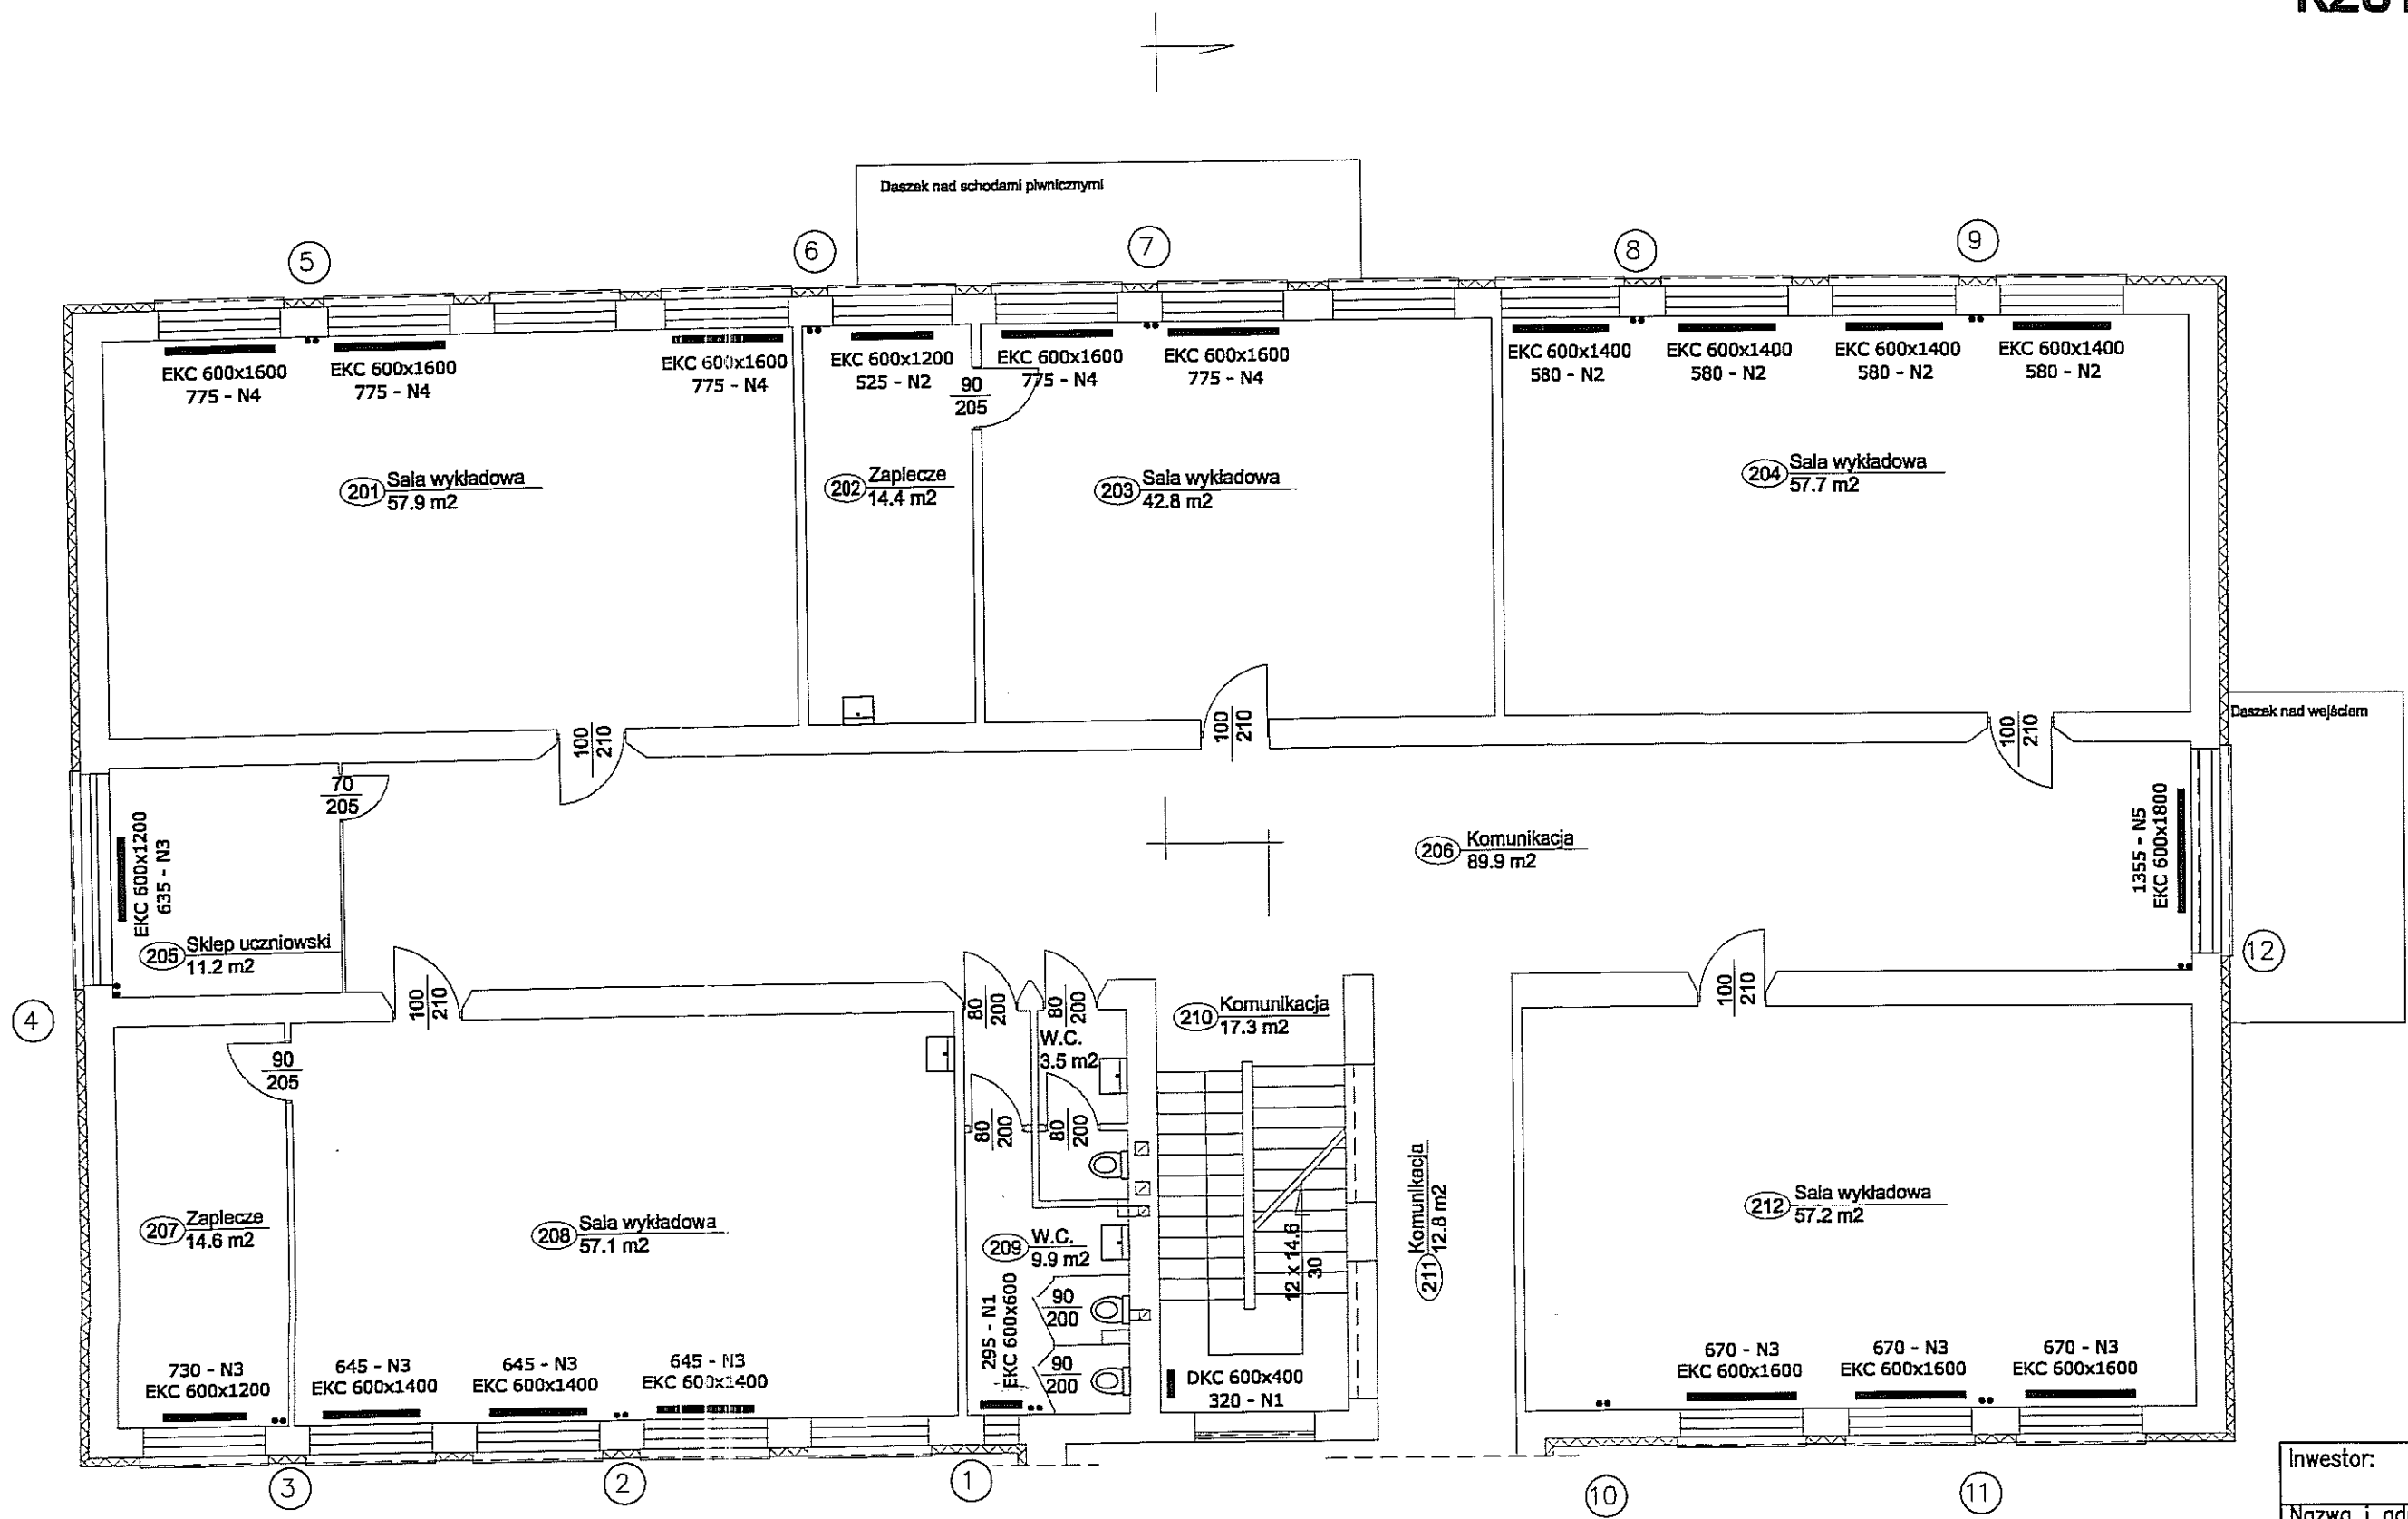 Daszek nad schodami piwnicznymi
5
6
7
8
9
EKC 600x1600
775 - N4
EKC 600x1600
775 - N4
EKC 600x1600
775 - N4
EKC 600x1200
525 - N2
90
205
EKC 600x1600
775 - N4
EKC 600x1600
775 - N4
EKC 600x1400
580 - N2
EKC 600x1400
580 - N2
EKC 600x1400
580 - N2
EKC 600x1400
580 - N2
201 Sala wykładowa
57.9 m2
202 Zaplecze
14.4 m2
203 Sala wykładowa
42.8 m2
204 Sala wykładowa
57.7 m2
100
210
100
210
100
210
Daszek nad wejściem
70
205
EKC 600x1200
635 - N3
205 Sklep uczniowski
11.2 m2
206 Komunikacja
89.9 m2
1355 - N5
EKC 600x1800
12
4
100
210
80
200
80
200
210 Komunikacja
17.3 m2
100
210
W.C.
3.5 m2
90
205
80
200
80
200
207 Zaplecze
14.6 m2
208 Sala wykładowa
57.1 m2
209 W.C.
9.9 m2
12 x 14.6
30
211 Komunikacja
12.8 m2
212 Sala wykładowa
57.2 m2
295 - N1
EKC 600x600
90
200
90
200
730 - N3
EKC 600x1200
645 - N3
EKC 600x1400
645 - N3
EKC 600x1400
645 - N3
EKC 600x1400
DKC 600x400
320 - N1
670 - N3
EKC 600x1600
670 - N3
EKC 600x1600
670 - N3
EKC 600x1600
3
2
1
10
11
Inwestor:
Nazwa i ad